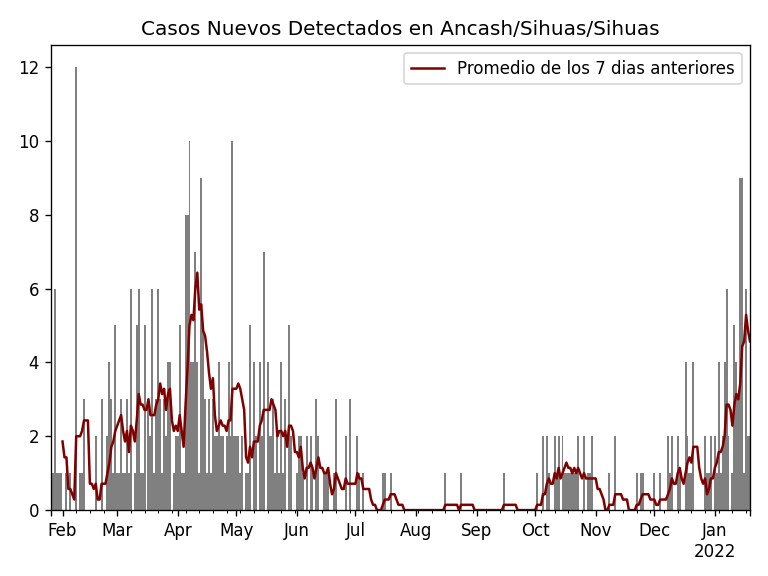 Casos Nuevos Detectados en Ancash/Sihuas/Sihuas
Promedio de los 7 dias anteriores
12
10
8
6
4
2
0
Feb Mar Apr May Jun Jul Aug Sep Oct Nov Dec Jan
2022